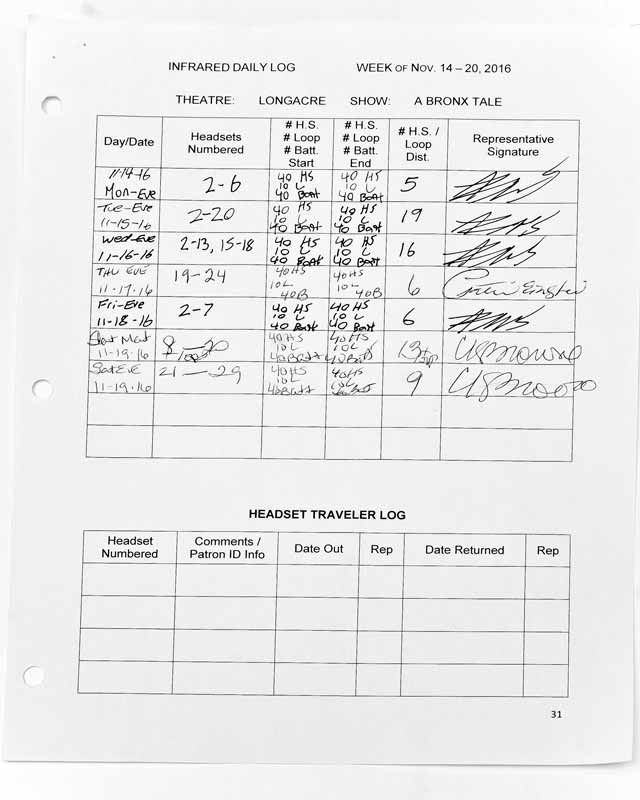 INFRARED DAILY LOG WEEK OF NOV. 14 – 20, 2016
THEATRE: LONGACRE SHOW: A BRONX TALE
Day/Date
Headsets
Numbered
# H.S.
# Loop
# Batt.
Start
# H.S.
# Loop
# Batt.
End
# H.S. /
Loop
Dist.
Representative
Signature
11-14-16
Mon-Eve
2-6
40 HS
10 L
40 Batt
40 HS
10 L
40 Batt
5
Tue-Eve
11-15-16
2-20
40 HS
10 L
40 Batt
40 HS
10 L
40 Batt
19
Wed-Eve
11-16-16
2-13, 15-18
40 HS
10 L
40 Batt
40 HS
10 L
40 Batt
16
THU EVE
11-17-16
19-24
40HS
10L
40B
40HS
10L
40B
6
Fri-Eve
11-18-16
2-7
40 HS
10 L
40 Batt
40 HS
10 L
40 Batt
6
Sat Mat
11-19-16
8
20
40HS
10L
40Batt
40HS
10L
40Batt
13
Sat Eve
11-19-16
21 — 29
40HS
10L
40Batt
40HS
10L
9
HEADSET TRAVELER LOG
Headset
Numbered
Comments /
Patron ID Info
Date Out
Rep
Date Returned
Rep
31